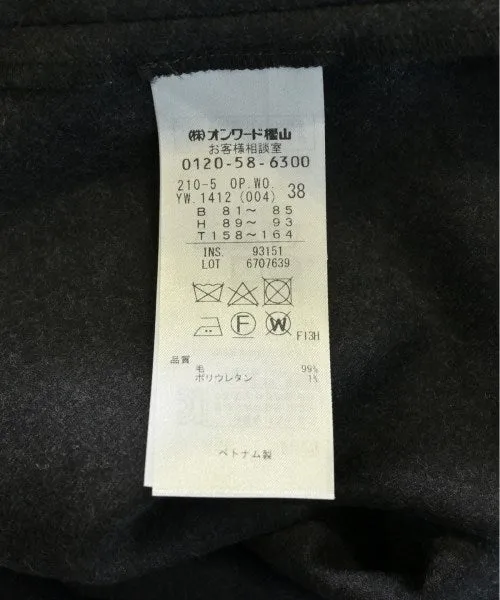 (株)オンワード樫山
お客様相談室
0120-58-6300
210-5 OP.WO.
YW.1412 (004) 38
B 81~ 85
H 89~ 93
T158~164
INS. 93151
LOT 6707639
F W F13H
品質
毛 99%
ポリウレタン 1%
ベトナム製